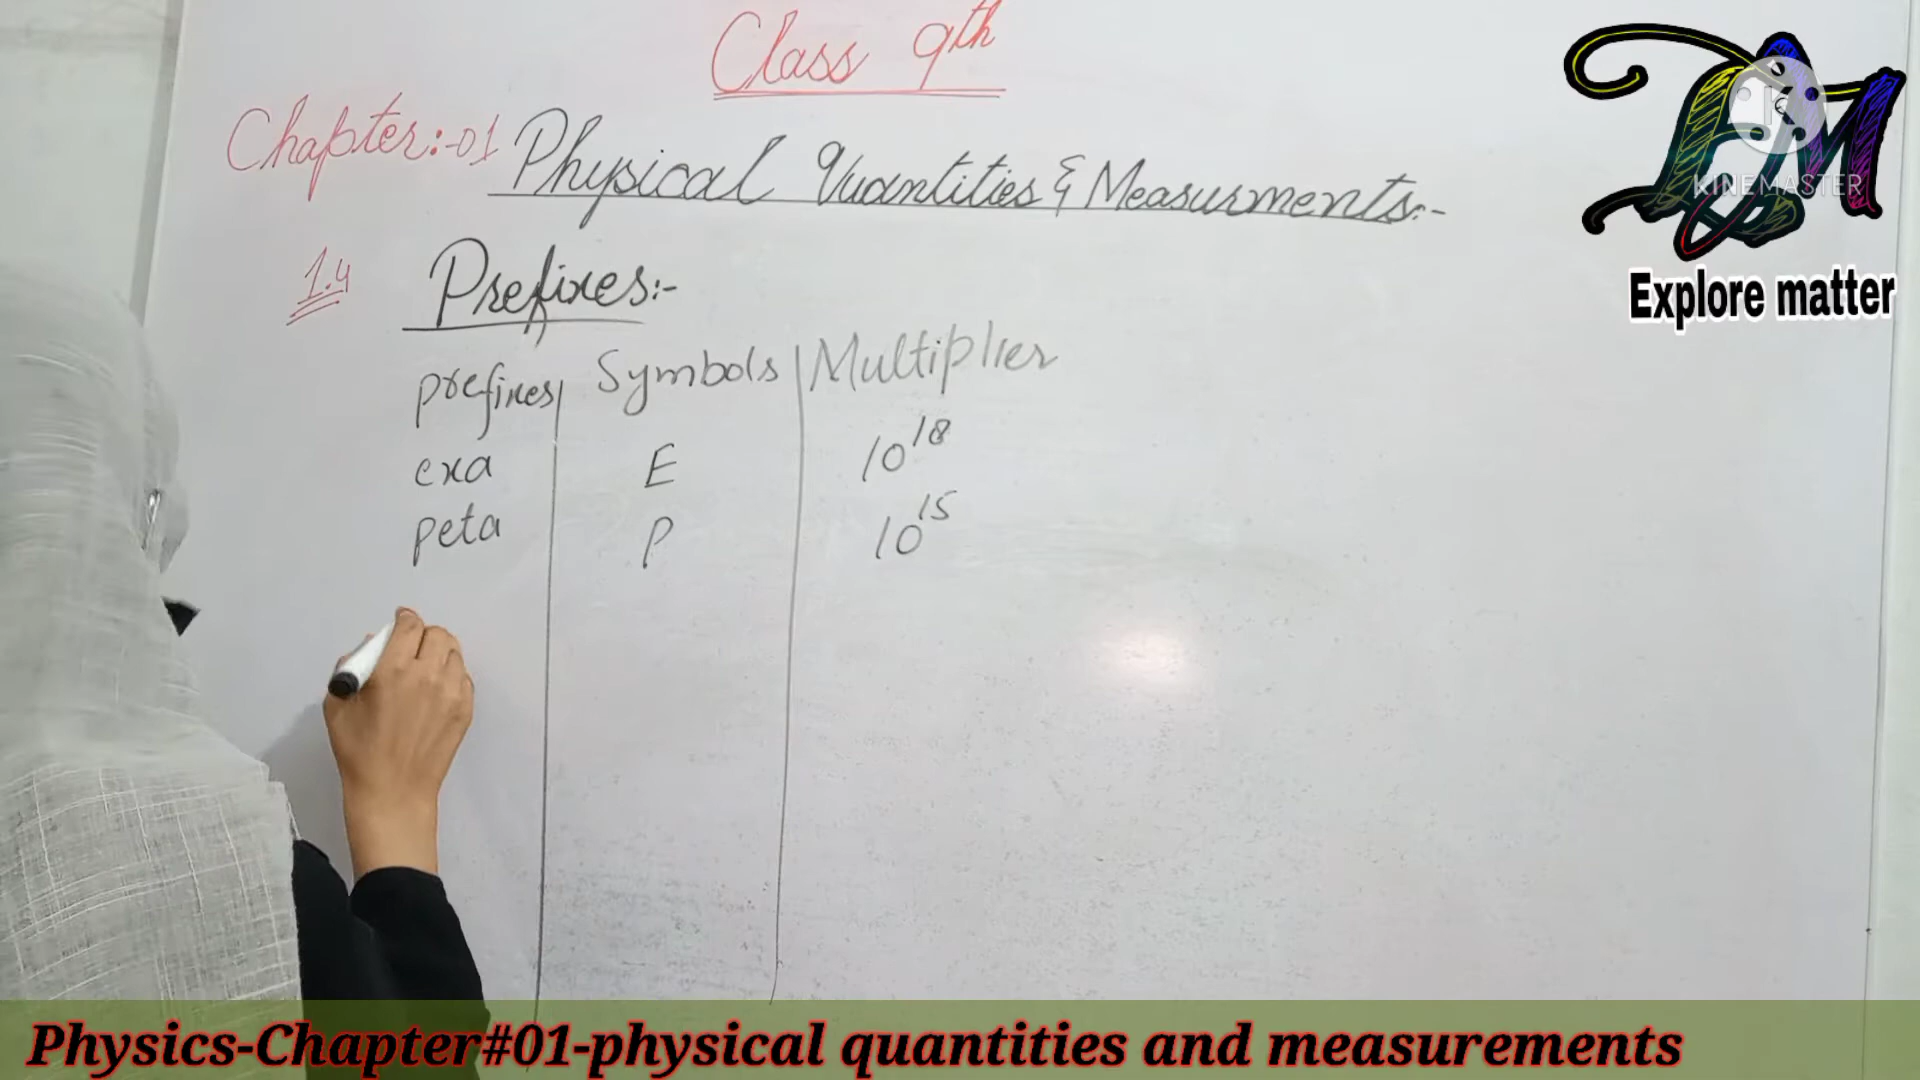 Class 9th
Chapter:-01 Physical Quantities & Measurments:-
1.4 Prefixes:-
prefixes Symbols Multiplier
exa E 10^18
peta P 10^15
KINEMASTER
Explore matter
Physics-Chapter#01-physical quantities and measurements